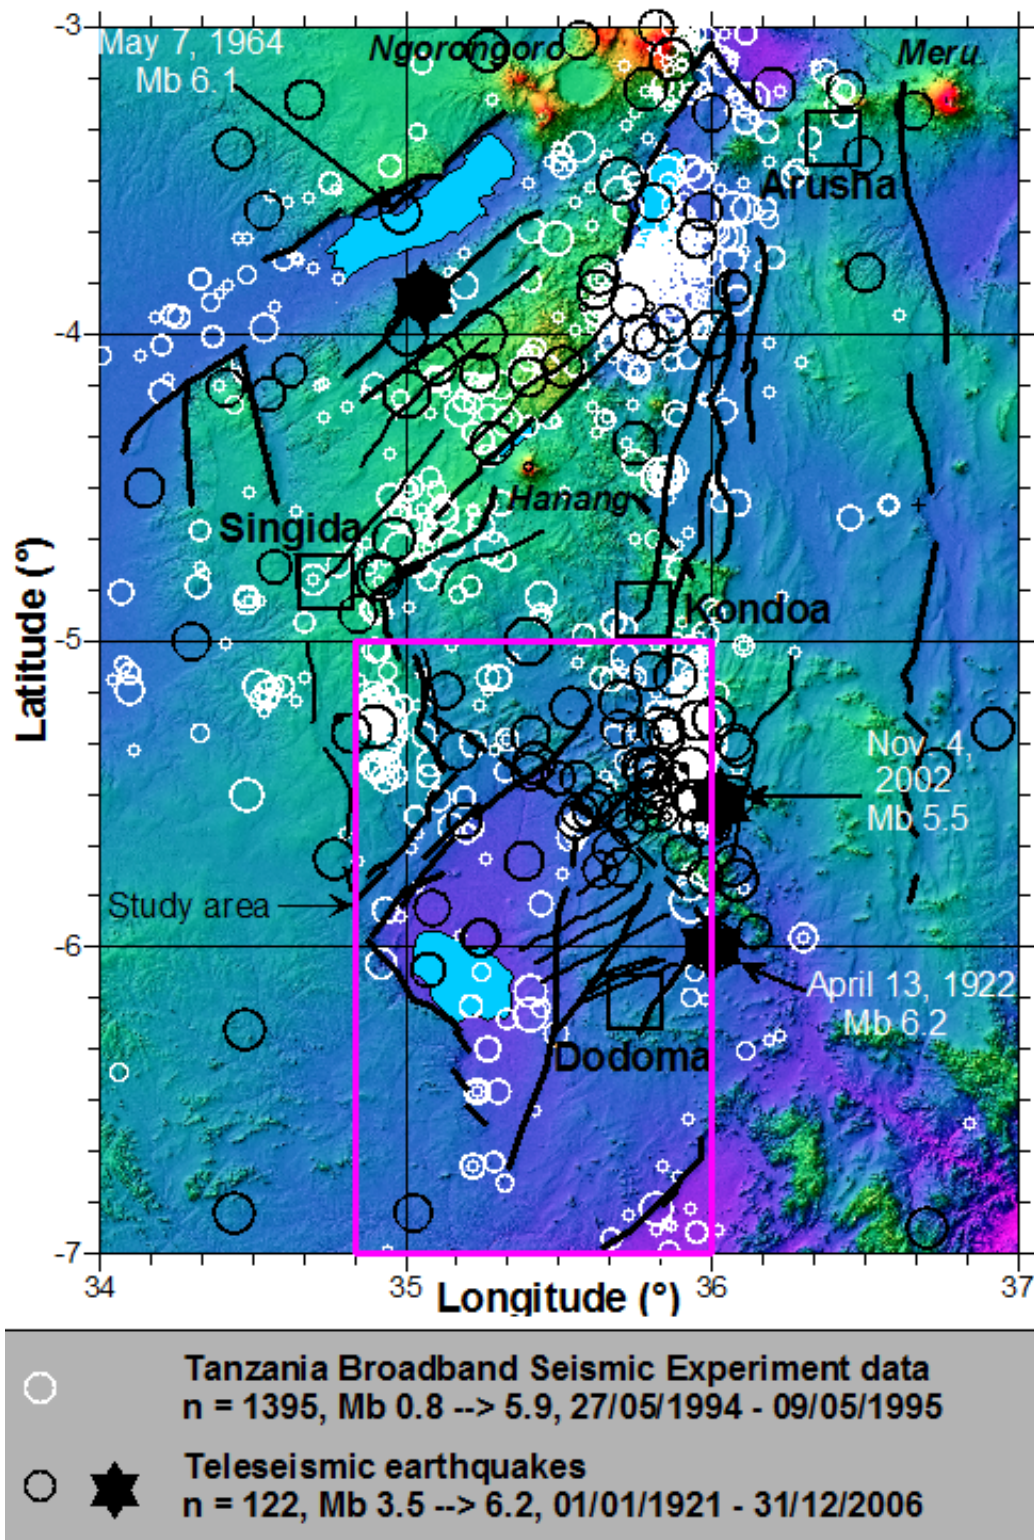 -3
May 7, 1964
Mb 6.1
Ngorongoro
Meru
Arusha
-4
Hanang
Singida
Kondoa
Latitude (°)
-5
Nov. 4,
2002
Mb 5.5
Study area
-6
April 13, 1922
Mb 6.2
Dodoma
-7
34
35
36
37
Longitude (°)
Tanzania Broadband Seismic Experiment data
n = 1395, Mb 0.8 --> 5.9, 27/05/1994 - 09/05/1995
Teleseismic earthquakes
n = 122, Mb 3.5 --> 6.2, 01/01/1921 - 31/12/2006